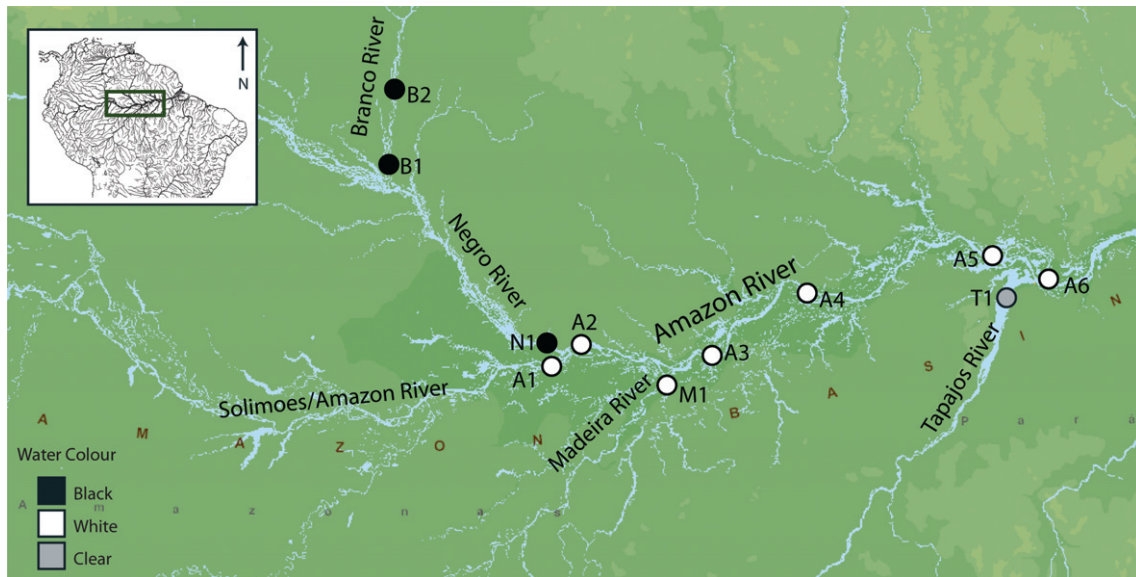 N
Branco River
B2
B1
Negro River
N1
A2
A1
Solimoes/Amazon River
Amazon River
A3
A4
M1
Madeira River
A5
A6
T1
Tapajos River
A M A Z O N B A S I N
P a r á
A m a z o n a s
Water Colour
Black
White
Clear